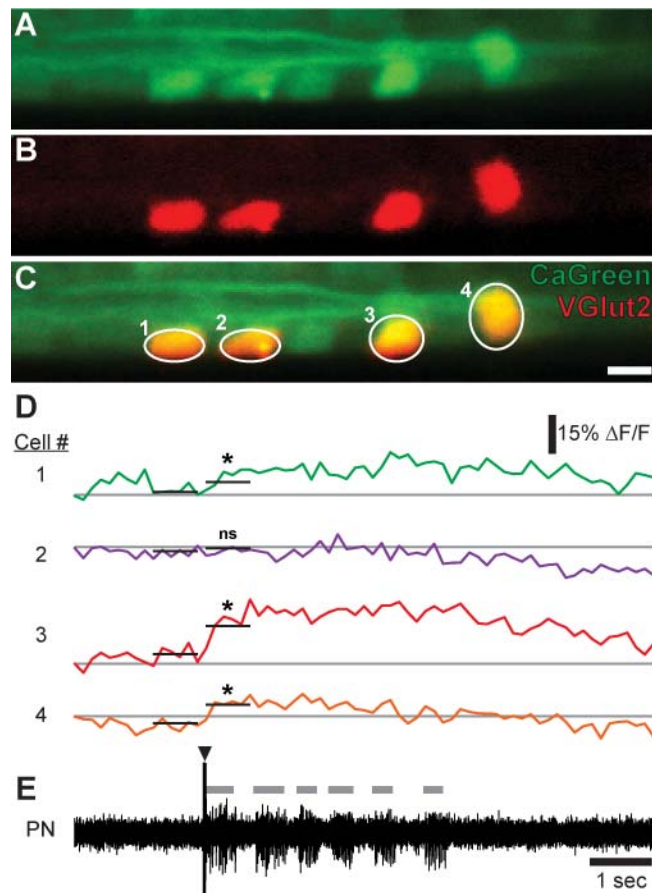 A
B
C
CaGreen
VGlut2
1
2
3
4
D
Cell #
15% ΔF/F
1
*
2
ns
3
*
4
*
E
PN
1 sec